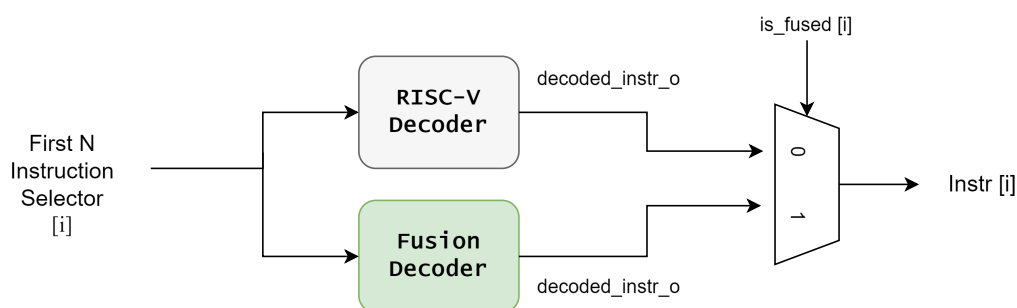 is_fused [i]
decoded_instr_o
RISC-V
Decoder
0
First N
Instruction
Selector
[i]
Instr [i]
1
Fusion
Decoder
decoded_instr_o